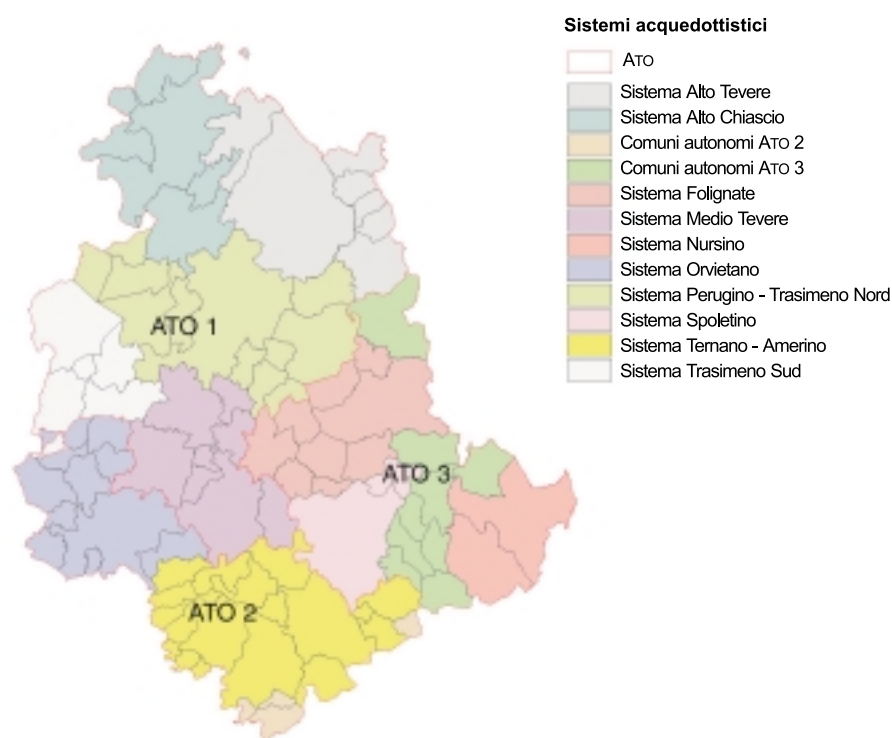 Sistemi acquedottistici
ATO
Sistema Alto Tevere
Sistema Alto Chiascio
Comuni autonomi ATO 2
Comuni autonomi ATO 3
Sistema Folignate
Sistema Medio Tevere
Sistema Nursino
Sistema Orvietano
Sistema Perugino - Trasimeno Nord
Sistema Spoletino
Sistema Ternano - Amerino
Sistema Trasimeno Sud
ATO 1
ATO 3
ATO 2